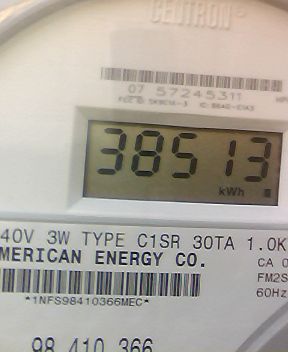 CENTRON®
07 57245311
38513
kWh
40V 3W TYPE C1SR 30TA 1.0K
MERICAN ENERGY CO.
CA 0
FM2S
60Hz
*1NFS98410366MEC*
98 410 366